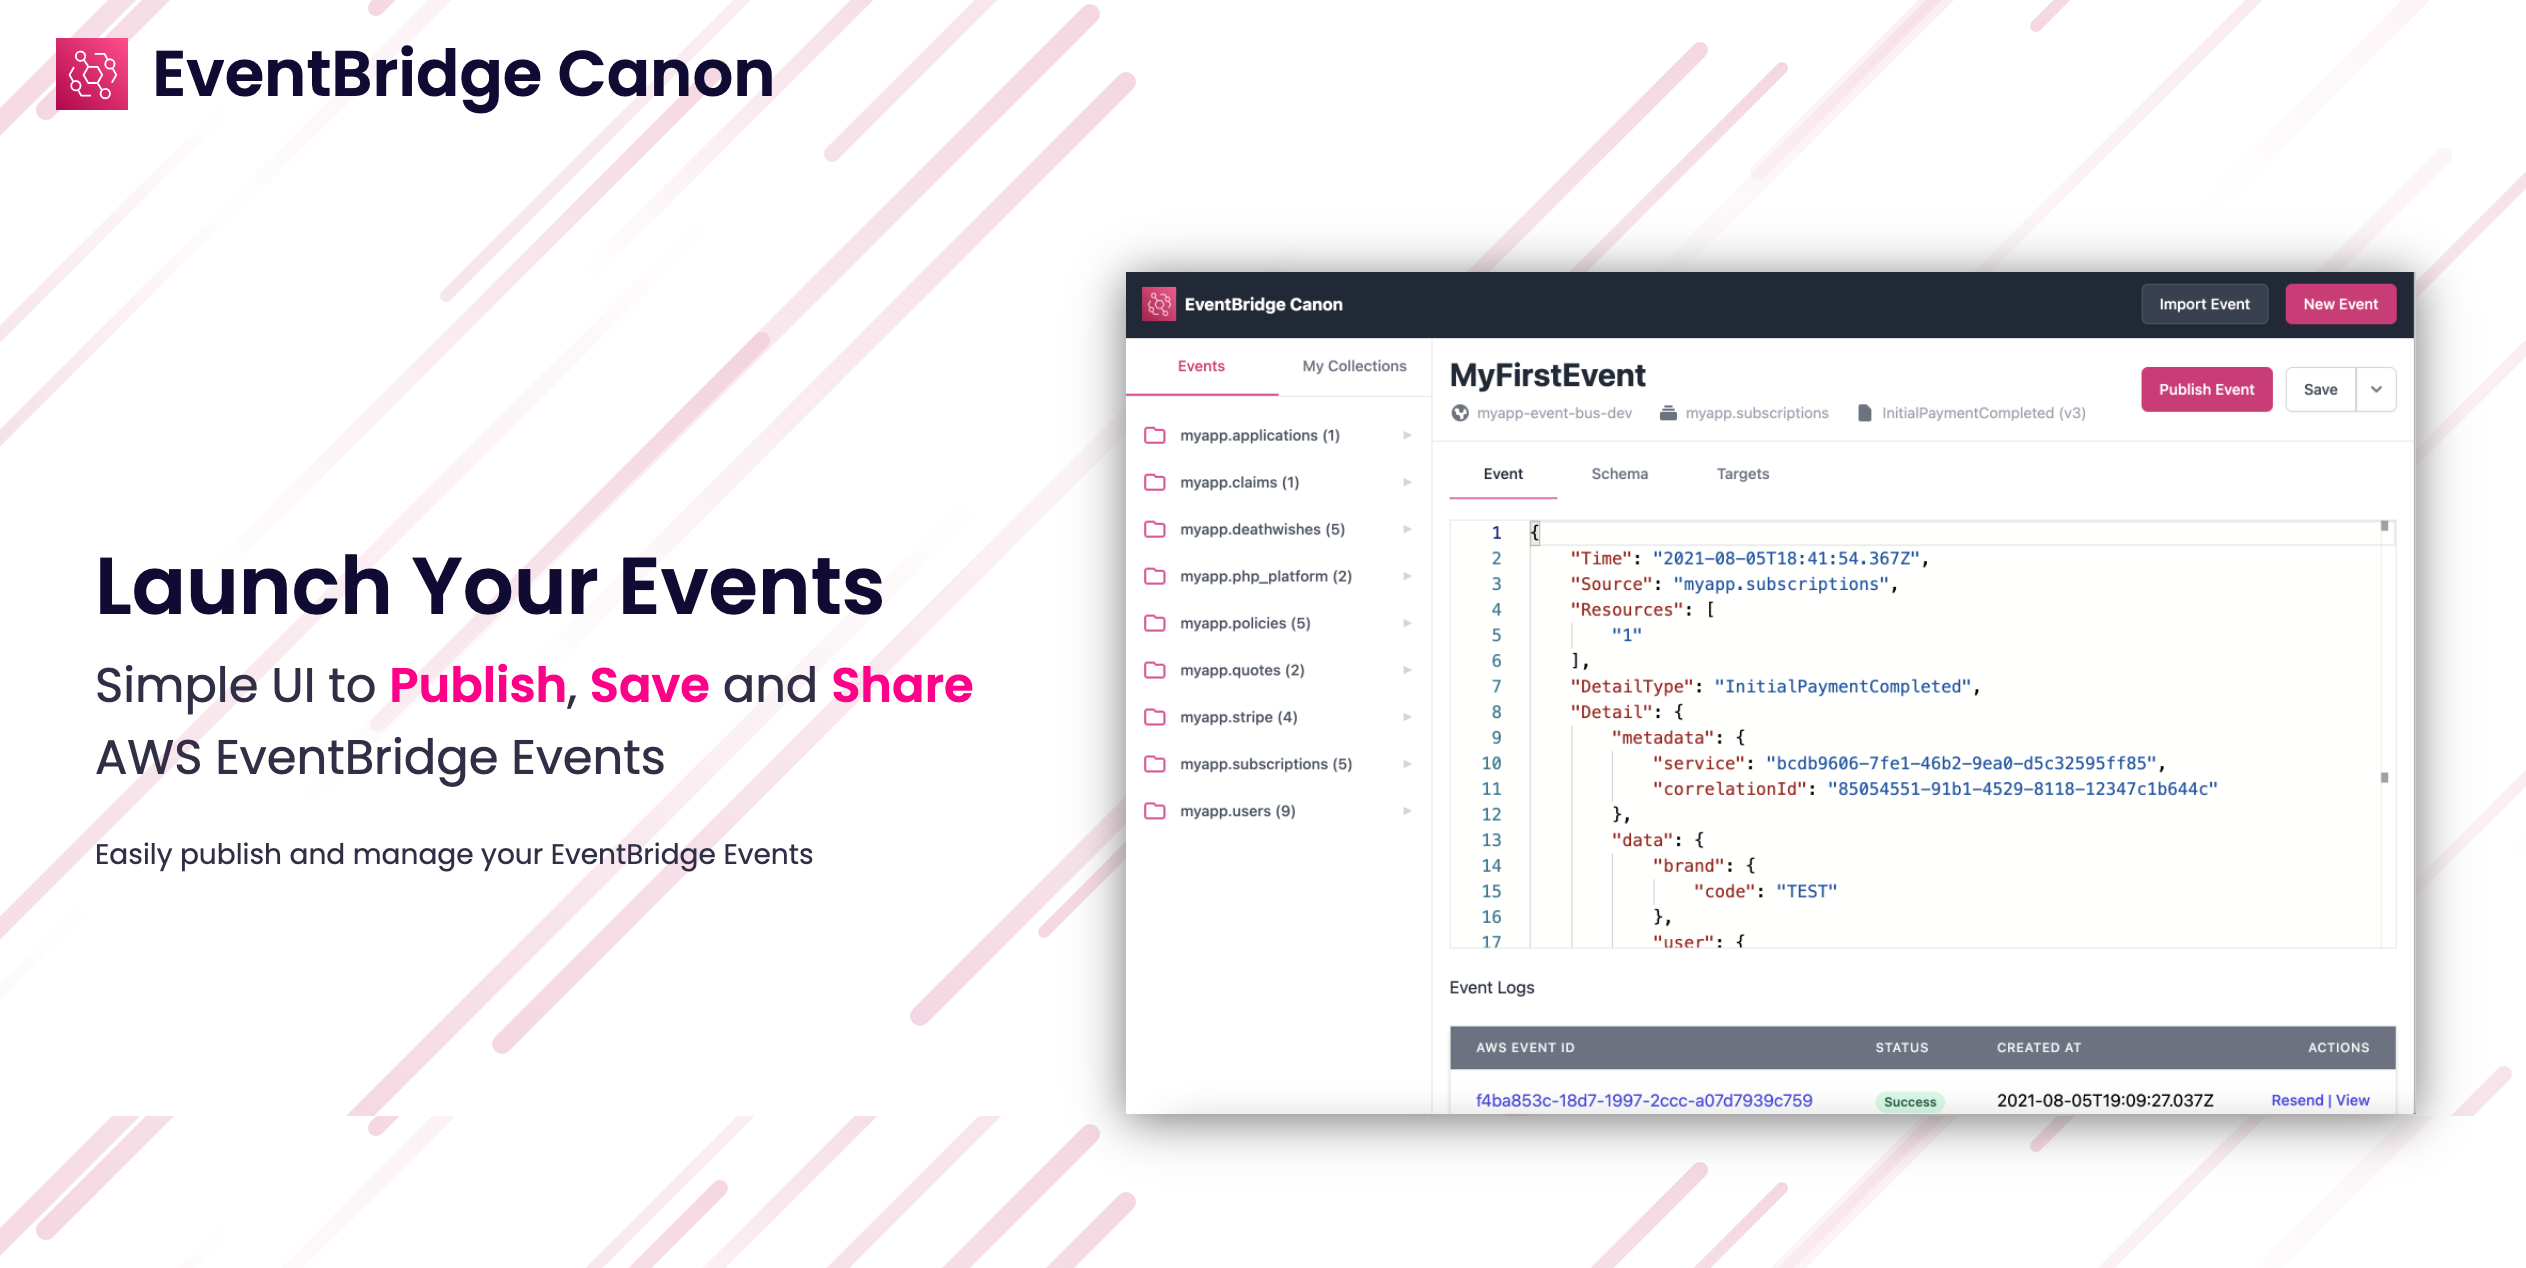 EventBridge Canon
Launch Your Events
Simple UI to Publish, Save and Share
AWS EventBridge Events
Easily publish and manage your EventBridge Events
EventBridge Canon
Import Event
New Event
Events
My Collections
myapp.applications (1)
myapp.claims (1)
myapp.deathwishes (5)
myapp.php_platform (2)
myapp.policies (5)
myapp.quotes (2)
myapp.stripe (4)
myapp.subscriptions (5)
myapp.users (9)
MyFirstEvent
myapp-event-bus-dev
myapp.subscriptions
InitialPaymentCompleted (v3)
Publish Event
Save
Event
Schema
Targets
1 {
2 "Time": "2021-08-05T18:41:54.367Z",
3 "Source": "myapp.subscriptions",
4 "Resources": [
5 "1"
6 ],
7 "DetailType": "InitialPaymentCompleted",
8 "Detail": {
9 "metadata": {
10 "service": "bcdb9606-7fe1-46b2-9ea0-d5c32595ff85",
11 "correlationId": "85054551-91b1-4529-8118-12347c1b644c"
12 },
13 "data": {
14 "brand": {
15 "code": "TEST"
16 },
17 "user": {
Event Logs
AWS EVENT ID STATUS CREATED AT ACTIONS
f4ba853c-18d7-1997-2ccc-a07d7939c759 Success 2021-08-05T19:09:27.037Z Resend | View